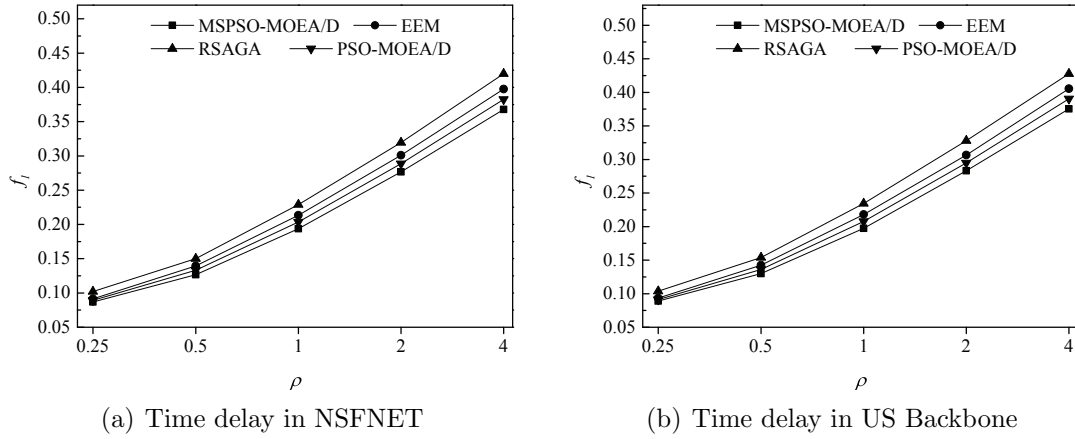 0.50
0.45
0.40
0.35
0.30
0.25
0.20
0.15
0.10
0.05
f₁
MSPSO-MOEA/D EEM
RSAGA PSO-MOEA/D
0.25 0.5 1 2 4
ρ
(a) Time delay in NSFNET
0.50
0.45
0.40
0.35
0.30
0.25
0.20
0.15
0.10
0.05
f₁
MSPSO-MOEA/D EEM
RSAGA PSO-MOEA/D
0.25 0.5 1 2 4
ρ
(b) Time delay in US Backbone